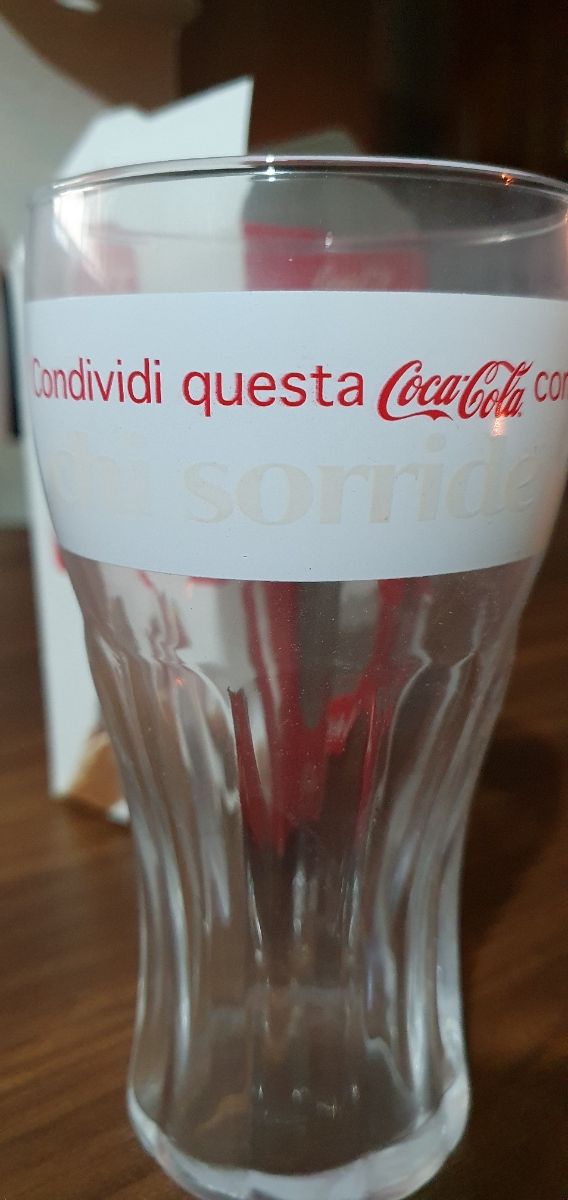 Condividi questa Coca-Cola con
chi sorride